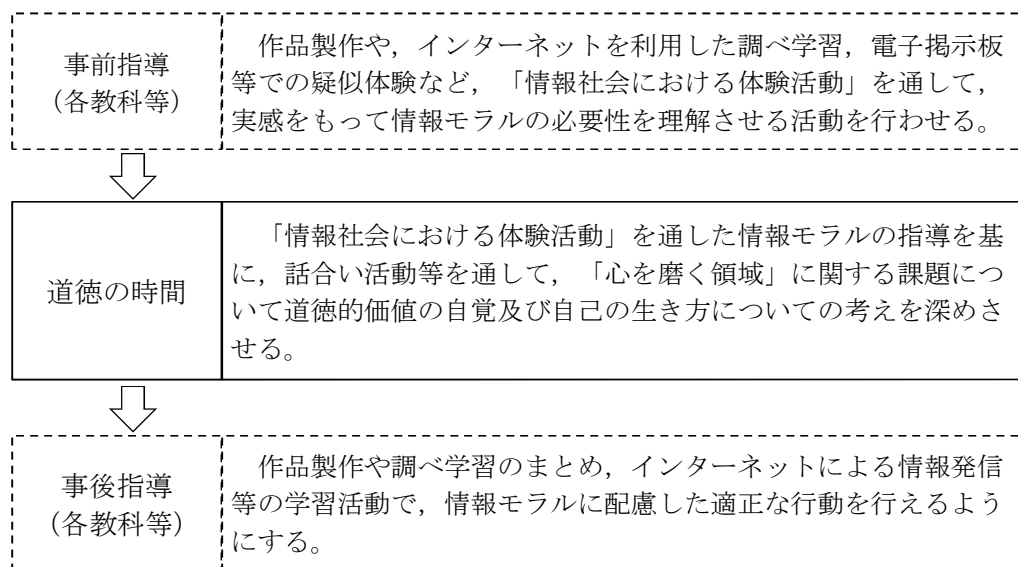 事前指導
（各教科等）
作品製作や，インターネットを利用した調べ学習，電子掲示板
等での疑似体験など，「情報社会における体験活動」を通して，
実感をもって情報モラルの必要性を理解させる活動を行わせる。
道徳の時間
「情報社会における体験活動」を通した情報モラルの指導を基
に，話合い活動等を通して，「心を磨く領域」に関する課題につ
いて道徳的価値の自覚及び自己の生き方についての考えを深めさ
せる。
事後指導
（各教科等）
作品製作や調べ学習のまとめ，インターネットによる情報発信
等の学習活動で，情報モラルに配慮した適正な行動を行えるよう
にする。